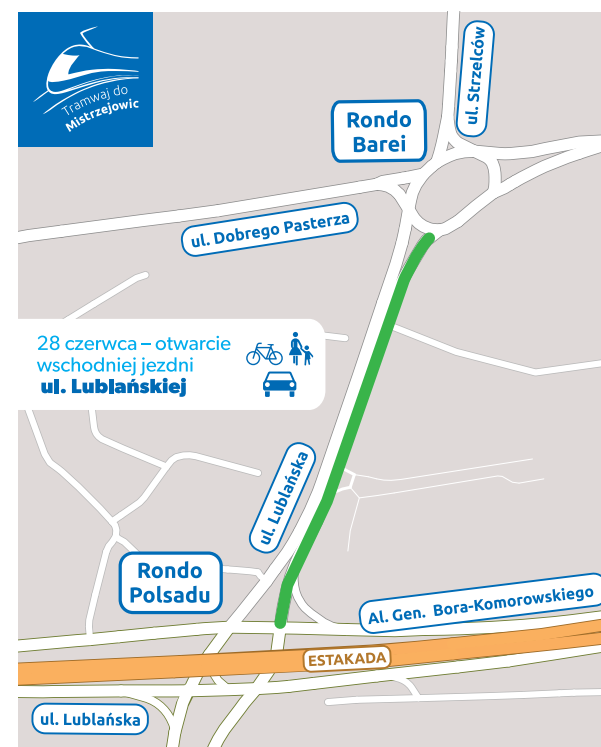 Tramwaj do
Mistrzejowic
ul. Strzelców
Rondo
Barei
ul. Dobrego Pasterza
28 czerwca – otwarcie
wschodniej jezdni
ul. Lublańskiej
ul. Lublańska
Rondo
Polsadu
Al. Gen. Bora-Komorowskiego
ESTAKADA
ul. Lublańska